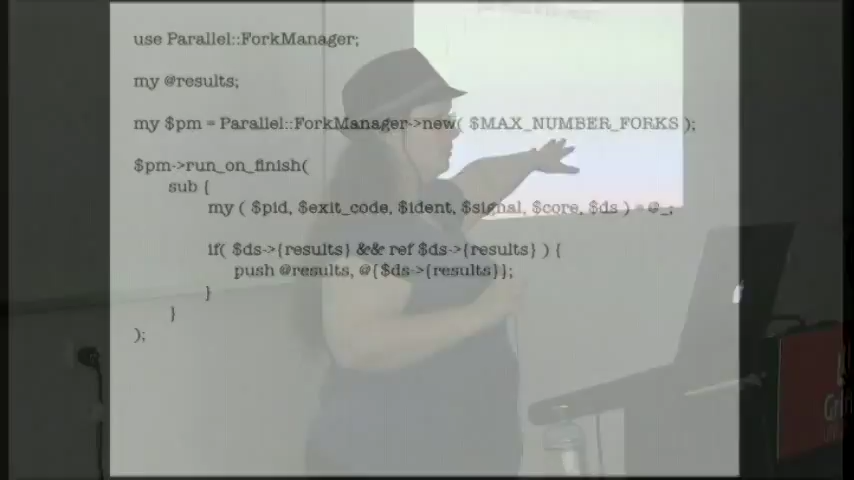 use Parallel::ForkManager;
my @results;
my $pm = Parallel::ForkManager->new( $MAX_NUMBER_FORKS );
$pm->run_on_finish(
sub {
my ( $pid, $exit_code, $ident, $signal, $core, $ds ) = @_;
if( $ds->{results} && ref $ds->{results} ) {
push @results, @{$ds->{results}};
}
}
);